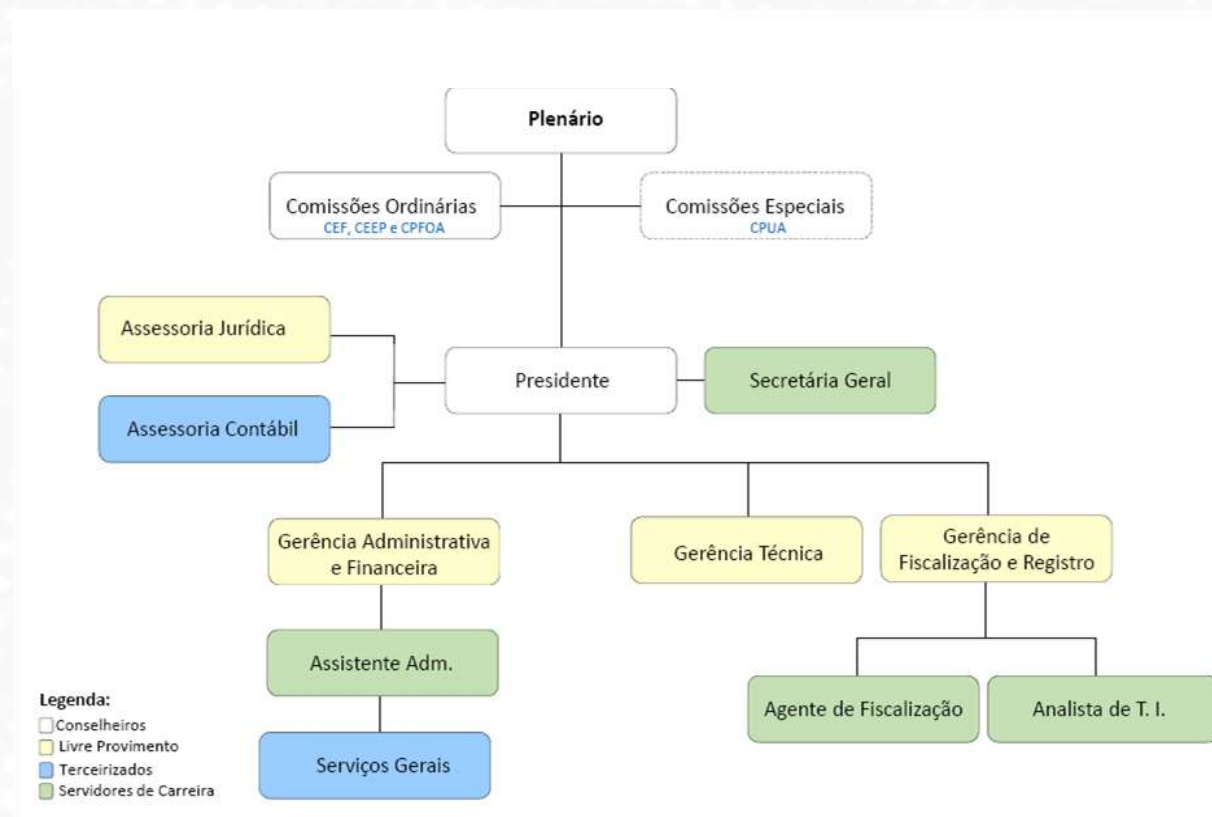 Plenário
Comissões Ordinárias
CEF, CEEP e CPFOA
Comissões Especiais
CPUA
Assessoria Jurídica
Presidente
Secretária Geral
Assessoria Contábil
Gerência Administrativa
e Financeira
Gerência Técnica
Gerência de
Fiscalização e Registro
Assistente Adm.
Agente de Fiscalização
Analista de T. I.
Serviços Gerais
Legenda:
Conselheiros
Livre Provimento
Terceirizados
Servidores de Carreira